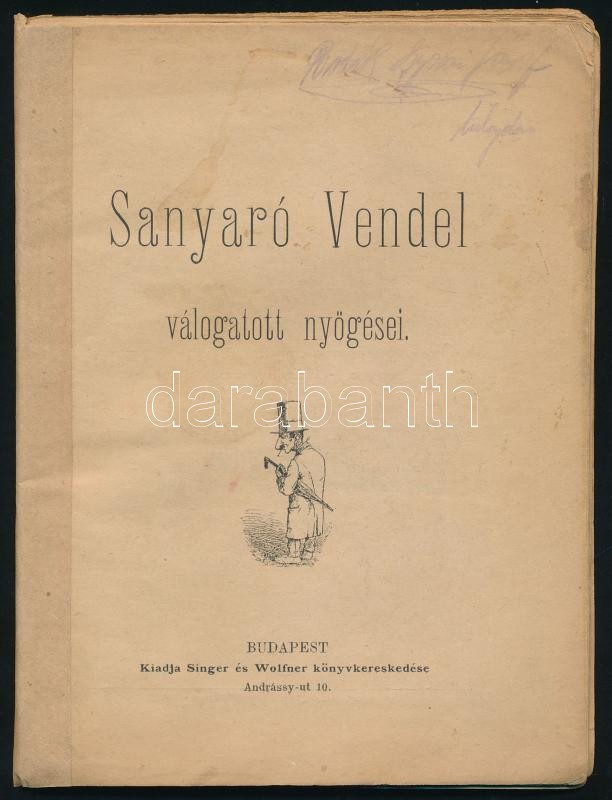 Sanyaró Vendel
válogatott nyögései.
darabanth
BUDAPEST
Kiadja Singer és Wolfner könyvkereskedése
Andrássy-ut 10.